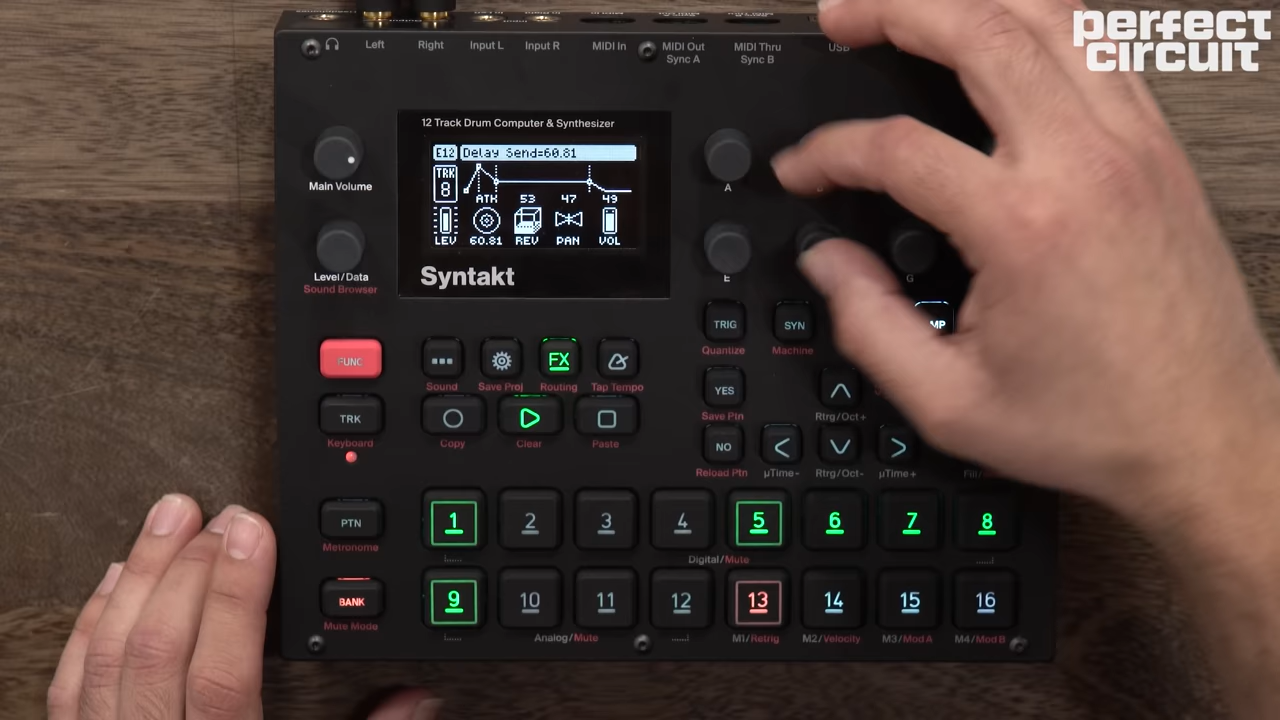 perfect
circuit
Left Right Input L Input R MIDI In MIDI Out MIDI Thru USB
Sync A Sync B
12 Track Drum Computer & Synthesizer
E12 Delay Send=60.81
TRK
8
ATK 53 47 49
LEV 60.81 REV PAN VOL
Syntakt
Main Volume
Level/Data
Sound Browser
A
E G
TRIG SYN MP
Quantize Machine
FUNC FX
Sound Save Proj Routing Tap Tempo
YES
Save Ptn Rtrg/Oct+
TRK
Keyboard Copy Clear Paste
NO
Reload Ptn µTime- Rtrg/Oct- µTime+
PTN
Metronome
1 2 3 4 5 6 7 8
Digital/Mute
BANK
Mute Mode
9 10 11 12 13 14 15 16
Analog/Mute M1/Retrig M2/Velocity M3/Mod A M4/Mod B